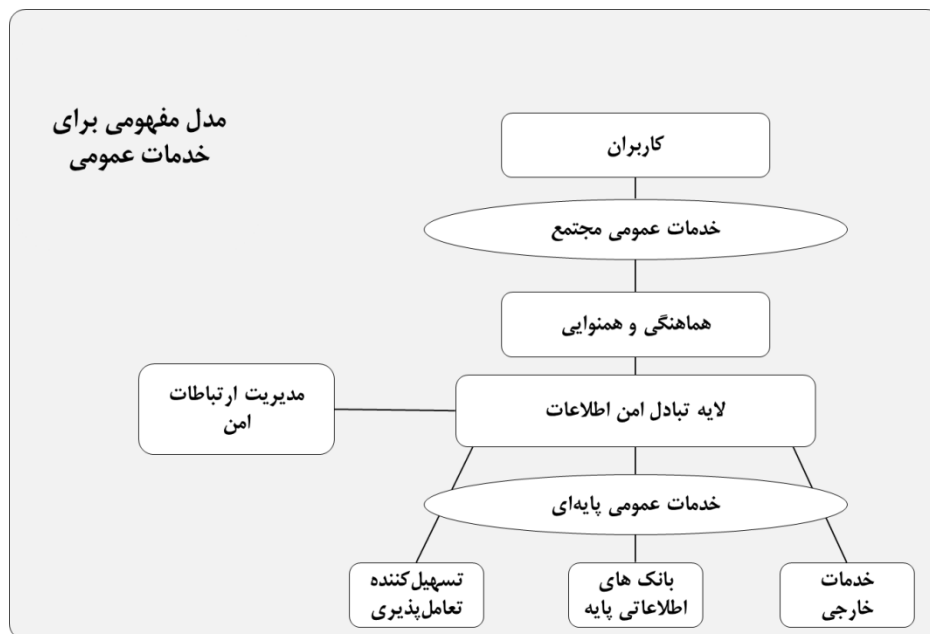 مدل مفهومی برای
خدمات عمومی
کاربران
خدمات عمومی مجتمع
هماهنگی و همنوایی
لایه تبادل امن اطلاعات
مدیریت ارتباطات
امن
خدمات عمومی پایه‌ای
خدمات
خارجی
بانک های
اطلاعاتی پایه
تسهیل‌کننده
تعامل‌پذیری